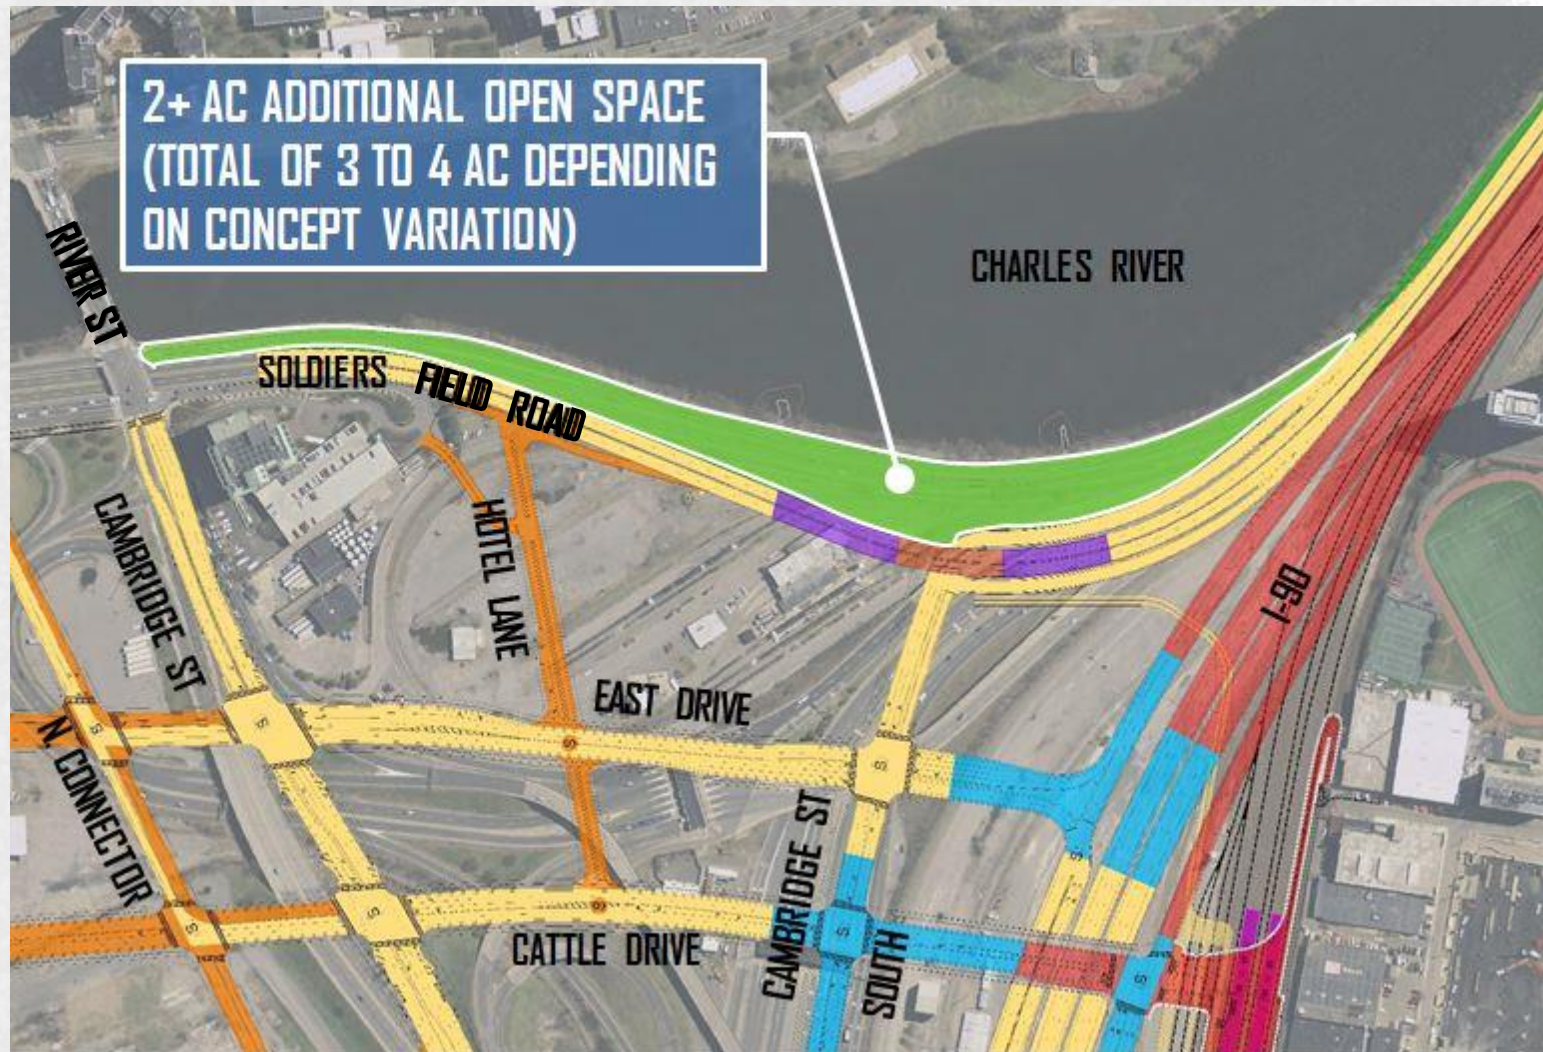 2+ AC ADDITIONAL OPEN SPACE
(TOTAL OF 3 TO 4 AC DEPENDING
ON CONCEPT VARIATION)
RIVER ST
CHARLES RIVER
SOLDIERS FIELD ROAD
CAMBRIDGE ST
HOTEL LANE
I-90
EAST DRIVE
N. CONNECTOR
CAMBRIDGE ST
SOUTH
CATTLE DRIVE
S
S
S
S
S
S
S
S
S
S